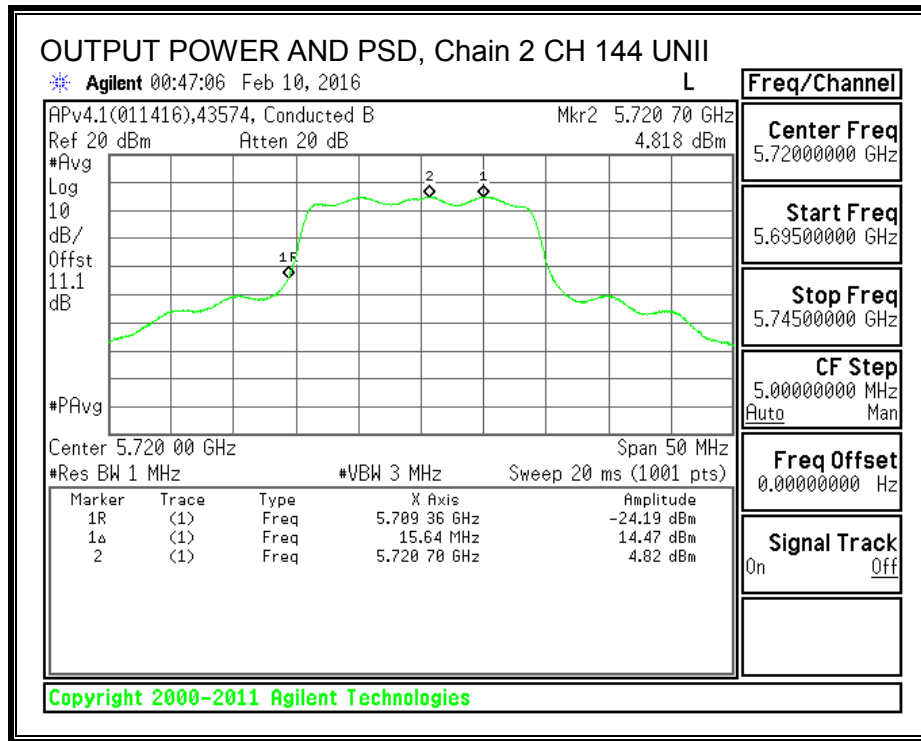 OUTPUT POWER AND PSD, Chain 2 CH 144 UNII
Agilent 00:47:06 Feb 10, 2016 L
APv4.1(011416),43574, Conducted B Mkr2 5.720 70 GHz
Ref 20 dBm Atten 20 dB 4.818 dBm
#Avg
Log
10
dB/
Offst
11.1
dB
#PAvg
1R
2
1
Center 5.720 00 GHz Span 50 MHz
#Res BW 1 MHz #VBW 3 MHz Sweep 20 ms (1001 pts)
Marker Trace Type X Axis Amplitude
1R (1) Freq 5.709 36 GHz -24.19 dBm
1Δ (1) Freq 15.64 MHz 14.47 dBm
2 (1) Freq 5.720 70 GHz 4.82 dBm
Freq/Channel
Center Freq
5.72000000 GHz
Start Freq
5.69500000 GHz
Stop Freq
5.74500000 GHz
CF Step
5.00000000 MHz
Auto Man
Freq Offset
0.00000000 Hz
Signal Track
On Off
Copyright 2000-2011 Agilent Technologies